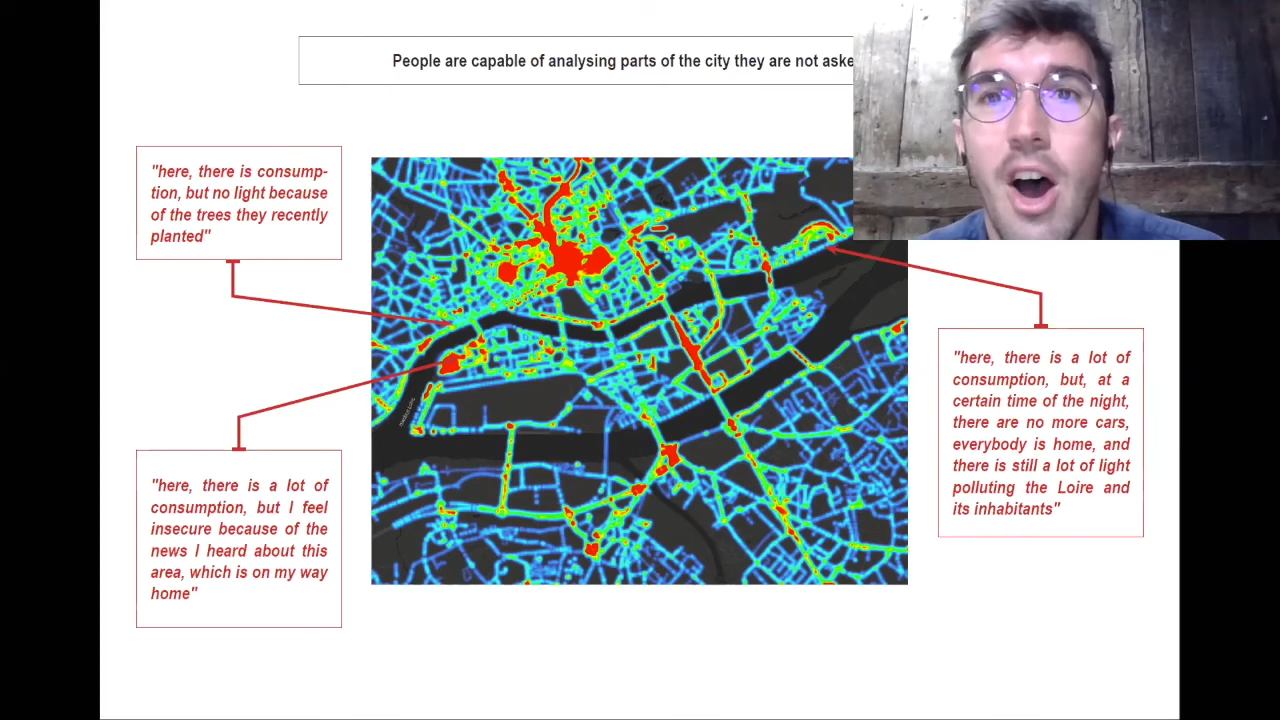 People are capable of analysing parts of the city they are not aske
"here, there is consump-
tion, but no light because
of the trees they recently
planted"
"here, there is a lot of
consumption, but I feel
insecure because of the
news I heard about this
area, which is on my way
home"
"here, there is a lot of
consumption, but, at a
certain time of the night,
there are no more cars,
everybody is home, and
there is still a lot of light
polluting the Loire and
its inhabitants"